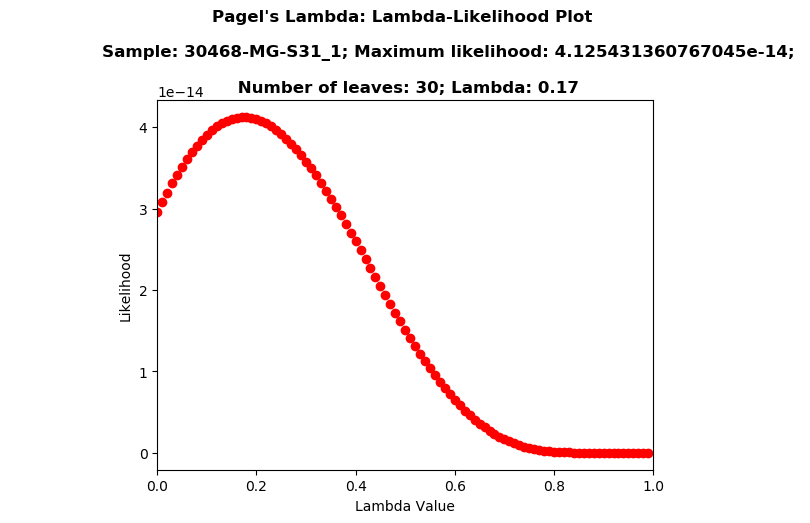 Pagel's Lambda: Lambda-Likelihood Plot
Sample: 30468-MG-S31_1; Maximum likelihood: 4.125431360767045e-14;
Number of leaves: 30; Lambda: 0.17
1e−14
4
3
2
1
0
Likelihood
0.0 0.2 0.4 0.6 0.8 1.0
Lambda Value